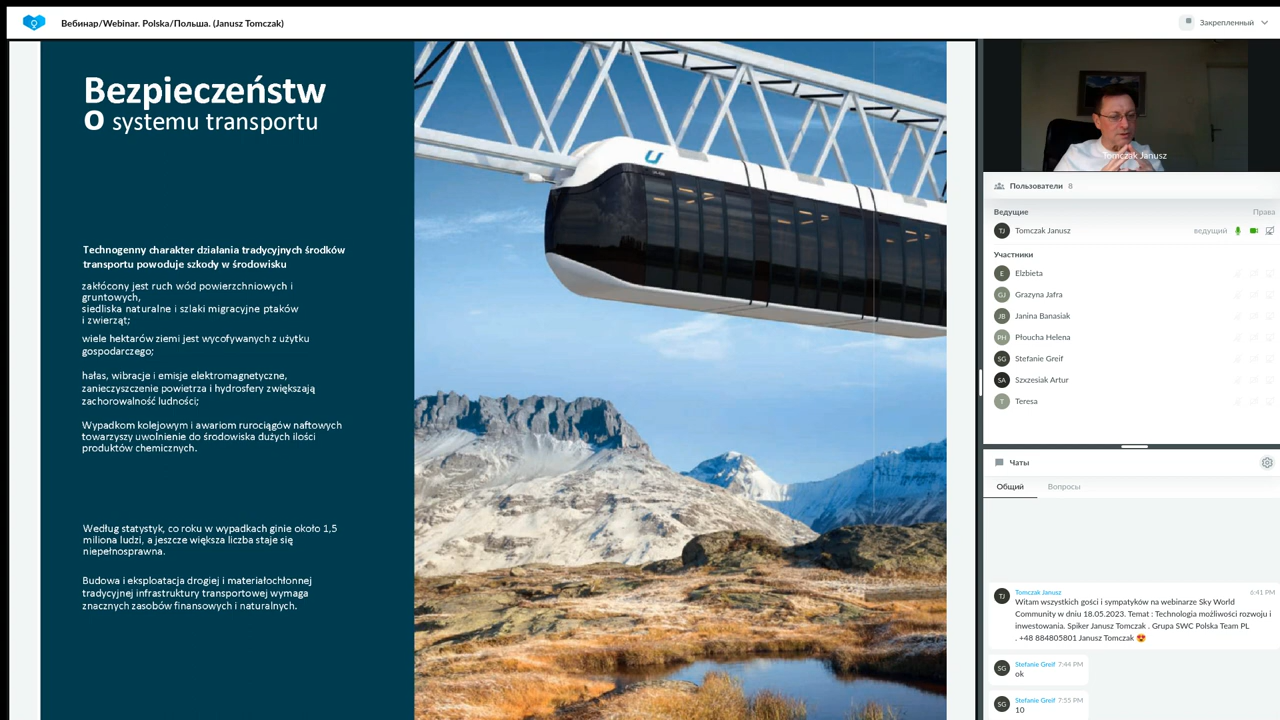 Вебинар/Webinar. Polska/Польша. (Janusz Tomczak)
Закрепленный
Bezpieczeństw
o systemu transportu
Technogenny charakter działania tradycyjnych środków
transportu powoduje szkody w środowisku
zakłócony jest ruch wód powierzchniowych i
gruntowych,
siedliska naturalne i szlaki migracyjne ptaków
i zwierząt;
wiele hektarów ziemi jest wycofywanych z użytku
gospodarczego;
hałas, wibracje i emisje elektromagnetyczne,
zanieczyszczenie powietrza i hydrosfery zwiększają
zachorowalność ludności;
Wypadkom kolejowym i awariom rurociągów naftowych
towarzyszy uwolnienie do środowiska dużych ilości
produktów chemicznych.
Według statystyk, co roku w wypadkach ginie około 1,5
miliona ludzi, a jeszcze większa liczba staje się
niepełnosprawna.
Budowa i eksploatacja drogiej i materiałochłonnej
tradycyjnej infrastruktury transportowej wymaga
znacznych zasobów finansowych i naturalnych.
Tomczak Janusz
Пользователи 8
Ведущие Права
TJ Tomczak Janusz ведущий
Участники
E Elzbieta
GJ Grazyna Jafra
JB Janina Banasiak
PH Płoucha Helena
SG Stefanie Greif
SA Szxzesiak Artur
T Teresa
Чаты
Общий Вопросы
TJ Tomczak Janusz 6:41 PM
Witam wszystkich gości i sympatyków na webinarze Sky World
Community w dniu 18.05.2023. Temat : Technologia możliwości rozwoju i
inwestowania. Spiker Janusz Tomczak . Grupa SWC Polska Team PL
. +48 884805801 Janusz Tomczak 😍
SG Stefanie Greif 7:44 PM
ok
SG Stefanie Greif 7:55 PM
10